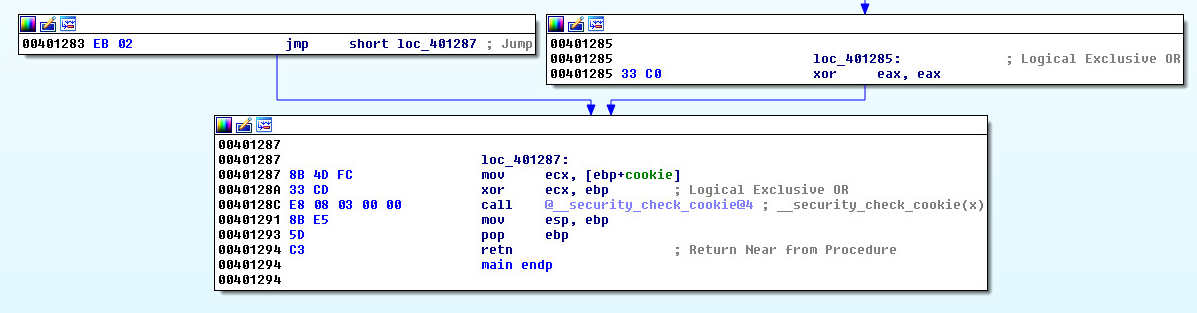 00401283 EB 02 jmp short loc_401287 ; Jump
00401285
00401285 loc_401285: ; Logical Exclusive OR
00401285 33 C0 xor eax, eax
00401287
00401287 loc_401287:
00401287 8B 4D FC mov ecx, [ebp+cookie]
0040128A 33 CD xor ecx, ebp ; Logical Exclusive OR
0040128C E8 08 03 00 00 call @__security_check_cookie@4 ; __security_check_cookie(x)
00401291 8B E5 mov esp, ebp
00401293 5D pop ebp
00401294 C3 retn ; Return Near from Procedure
00401294 main endp
00401294